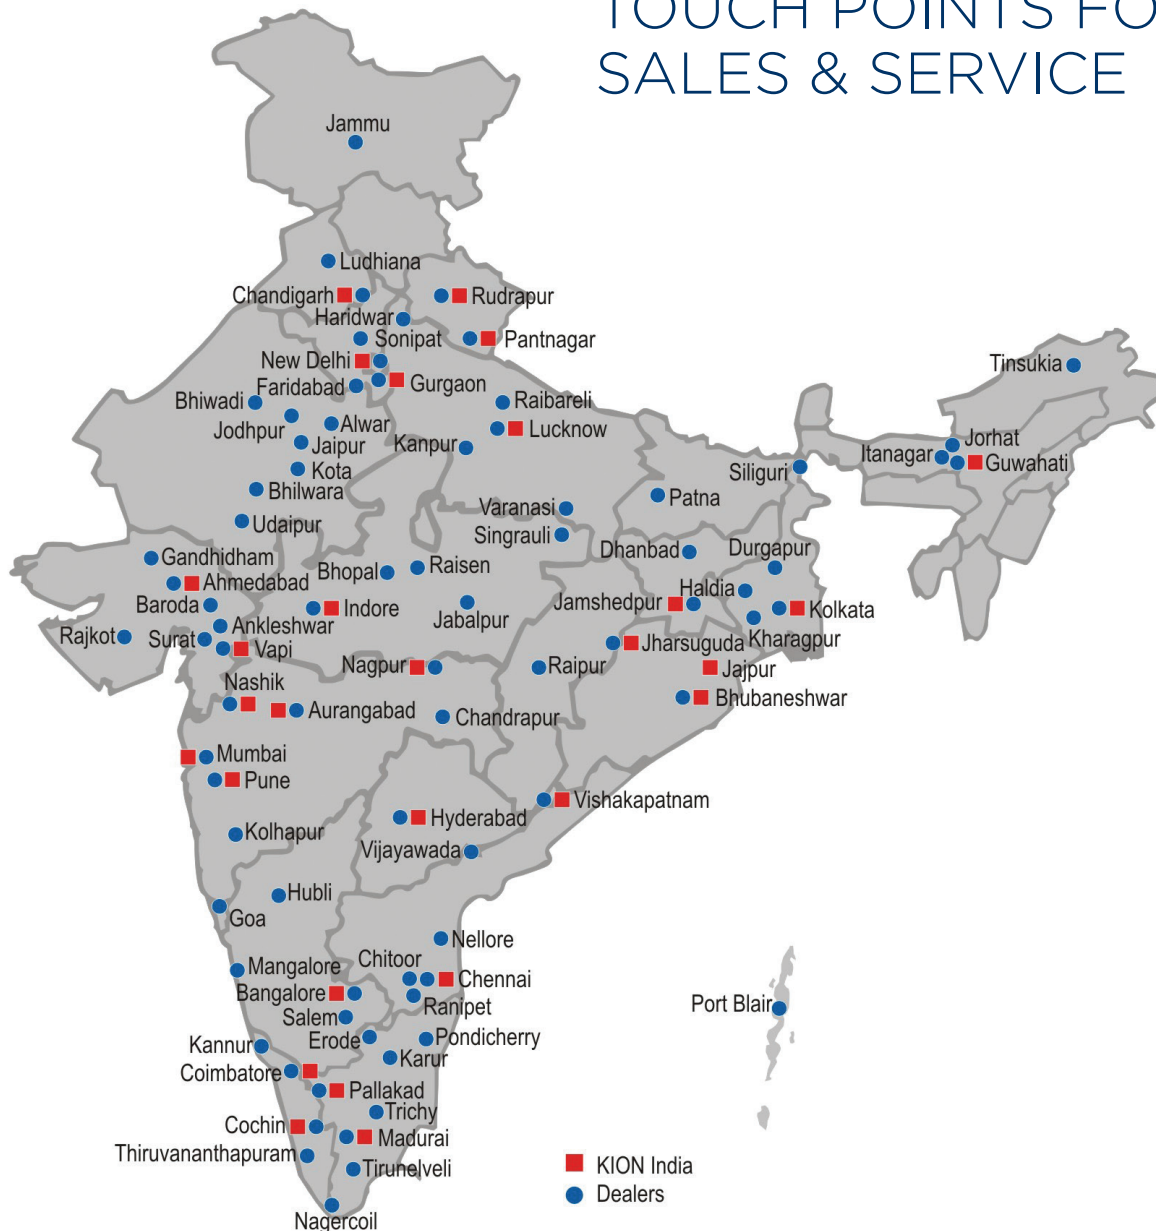 TOUCH POINTS FO
SALES & SERVICE
Jammu
Ludhiana
Chandigarh
Rudrapur
Haridwar
Sonipat
Pantnagar
New Delhi
Faridabad
Gurgaon
Tinsukia
Bhiwadi
Raibareli
Jodhpur
Alwar
Lucknow
Jaipur
Kanpur
Jorhat
Itanagar
Guwahati
Kota
Siliguri
Bhilwara
Patna
Varanasi
Udaipur
Singrauli
Gandhidham
Dhanbad
Durgapur
Bhopal
Raisen
Ahmedabad
Haldia
Baroda
Indore
Jabalpur
Jamshedpur
Kolkata
Ankleshwar
Rajkot
Surat
Kharagpur
Vapi
Jharsuguda
Nagpur
Raipur
Jajpur
Nashik
Bhubaneshwar
Aurangabad
Chandrapur
Mumbai
Pune
Vishakapatnam
Hyderabad
Kolhapur
Vijayawada
Hubli
Goa
Nellore
Chitoor
Mangalore
Chennai
Bangalore
Ranipet
Port Blair
Salem
Erode
Pondicherry
Kannur
Karur
Coimbatore
Pallakad
Trichy
Cochin
Madurai
Thiruvananthapuram
Tirunelveli
KION India
Dealers
Nagercoil